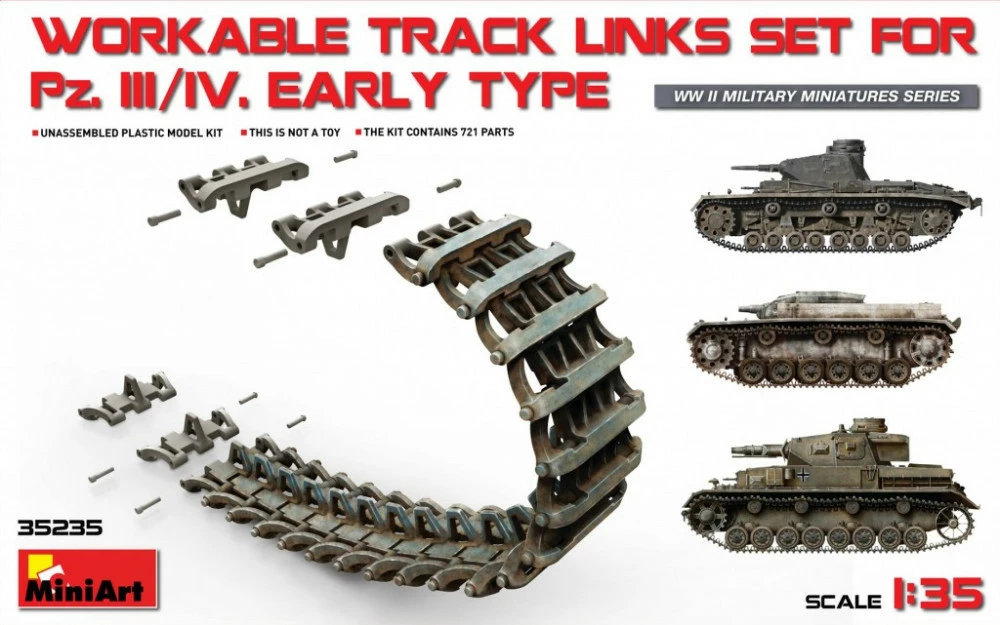 WORKABLE TRACK LINKS SET FOR
Pz. III/IV. EARLY TYPE
WW II MILITARY MINIATURES SERIES
▪UNASSEMBLED PLASTIC MODEL KIT ▪THIS IS NOT A TOY ▪THE KIT CONTAINS 721 PARTS
35235
MiniArt
SCALE 1:35